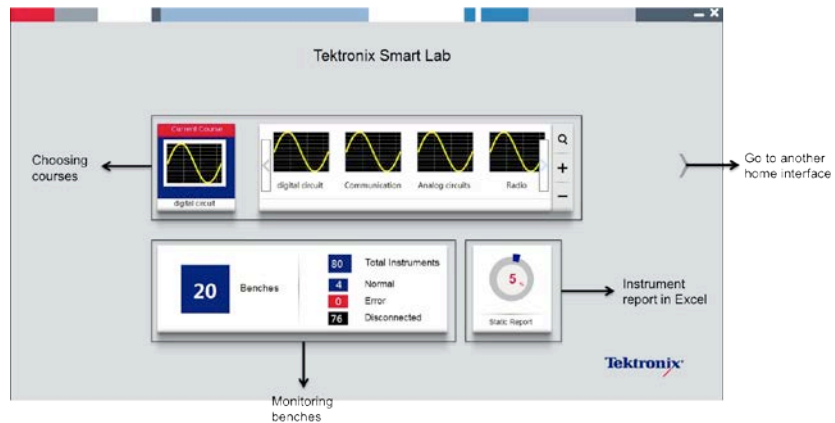 Tektronix Smart Lab
Current Course
digital circuit
digital circuit
Communication
Analog circuits
Radio
Choosing
courses
Go to another
home interface
20
Benches
80 Total Instruments
4 Normal
0 Error
76 Disconnected
5 %
Static Report
Instrument
report in Excel
Tektronix
Monitoring
benches